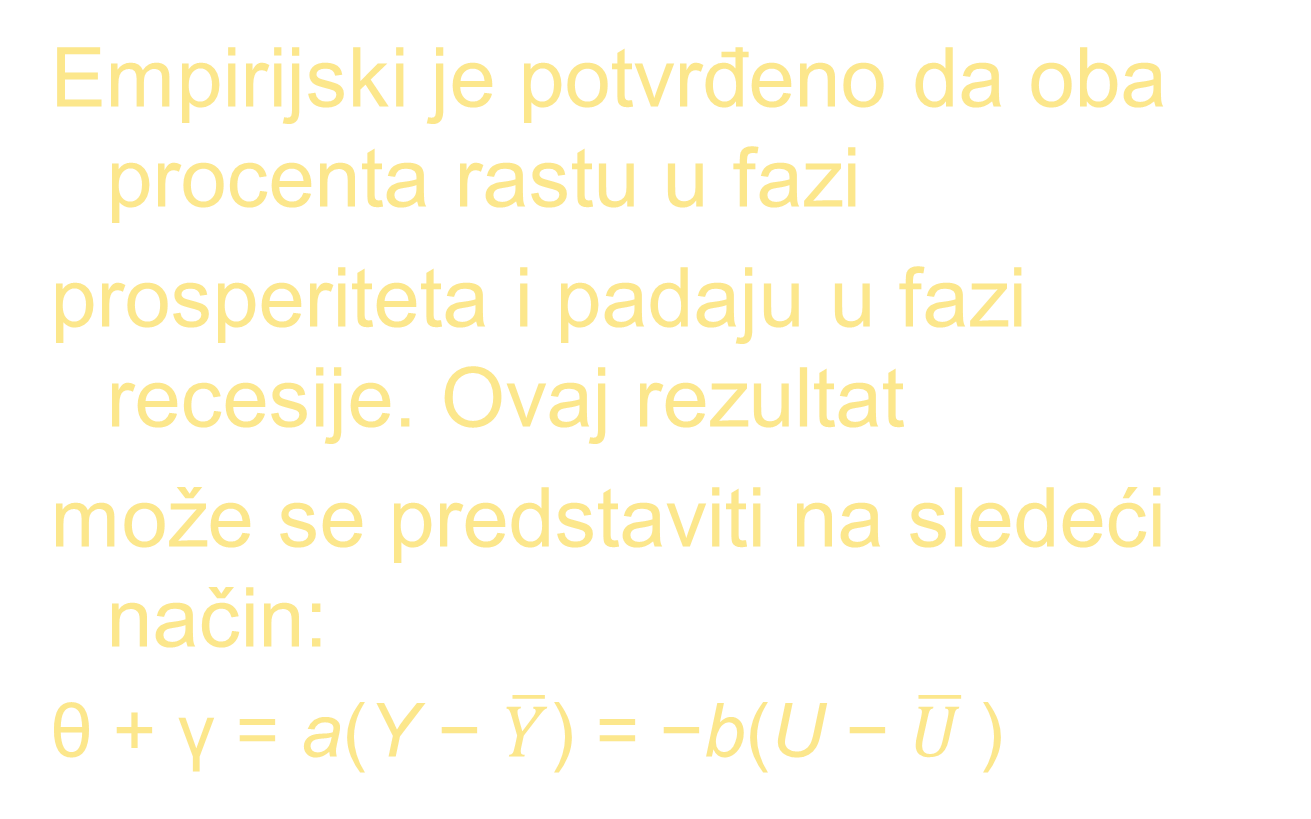 Empirijski je potvrđeno da oba
procenta rastu u fazi
prosperiteta i padaju u fazi
recesije. Ovaj rezultat
može se predstaviti na sledeći
način:
θ + γ = a(Y − Y̅) = −b(U − U̅ )